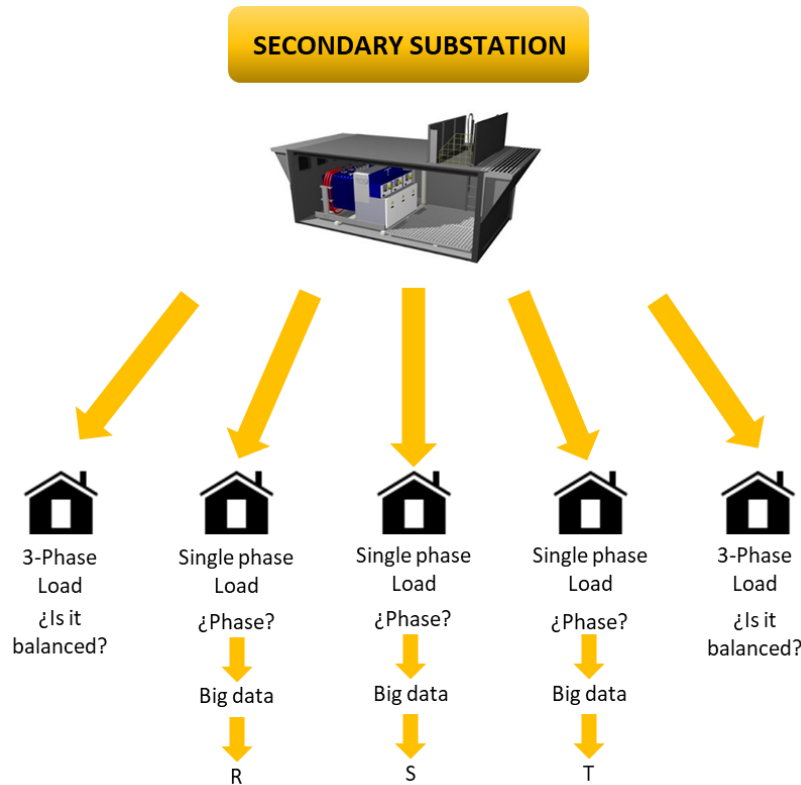 SECONDARY SUBSTATION
3-Phase
Load
¿Is it
balanced?
Single phase
Load
¿Phase?
Big data
R
Single phase
Load
¿Phase?
Big data
S
Single phase
Load
¿Phase?
Big data
T
3-Phase
Load
¿Is it
balanced?